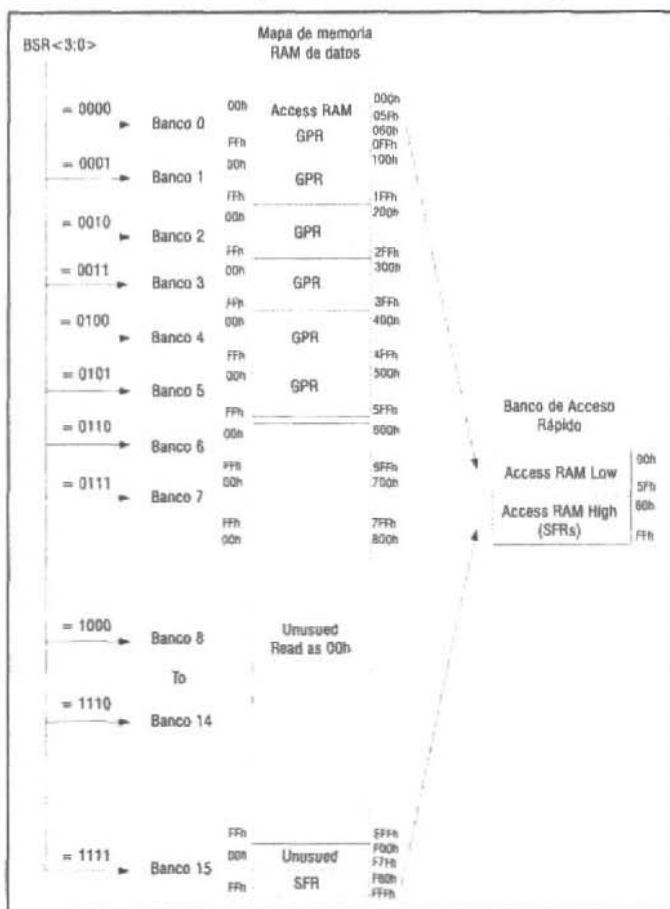 Mapa de memoria
RAM de datos
BSR<3:0>
= 0000
Banco 0
00h
FFh
Access RAM
GPR
000h
05Fh
060h
0FFh
= 0001
Banco 1
00h
FFh
GPR
100h
1FFh
= 0010
Banco 2
00h
FFh
GPR
200h
2FFh
= 0011
Banco 3
00h
FFh
GPR
300h
3FFh
= 0100
Banco 4
00h
FFh
GPR
400h
4FFh
= 0101
Banco 5
00h
FFh
GPR
500h
5FFh
= 0110
Banco 6
00h
FFh
600h
= 0111
Banco 7
00h
FFh
700h
7FFh
00h
800h
= 1000
Banco 8
To
= 1110
Banco 14
Unusued
Read as 00h
FFh
= 1111
Banco 15
00h
FFh
Unusued
SFR
F00h
F7Fh
F80h
FFFh
Banco de Acceso
Rápido
Access RAM Low
00h
5Fh
Access RAM High
(SFRs)
60h
FFh